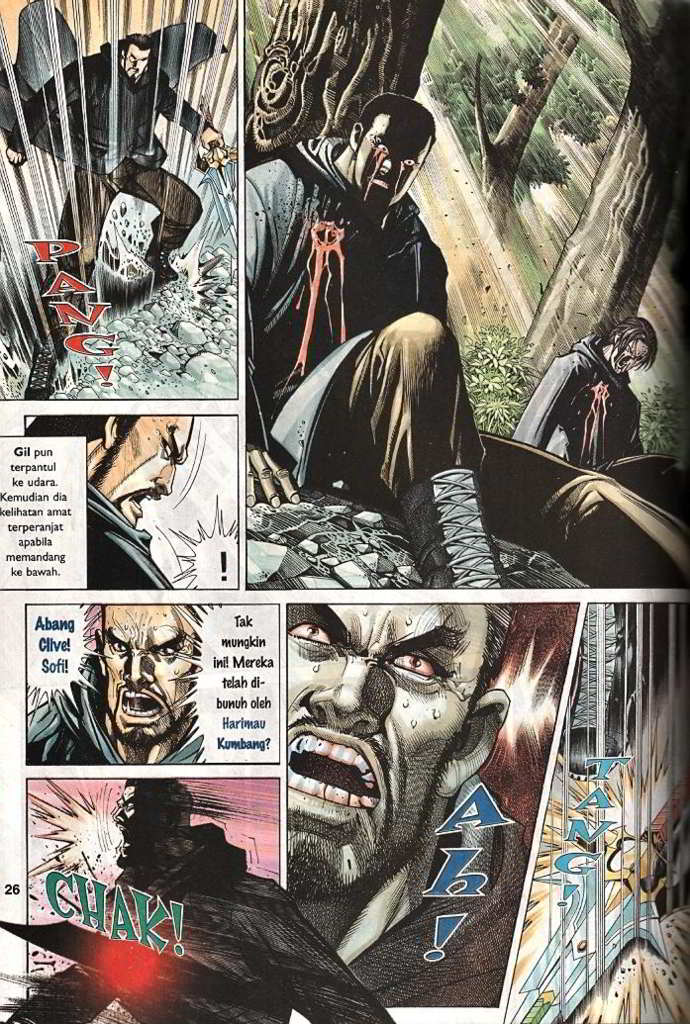 PANG!
Gil pun
terpantul
ke udara.
Kemudian dia
kelihatan amat
terperanjat
apabila
memandang
ke bawah.
!
Abang
Clive!
Sofi!
Tak
mungkin
ini! Mereka
telah di-
bunuh oleh
Harimau
Kumbang?
Ah!
TANG!
CHAK!
26